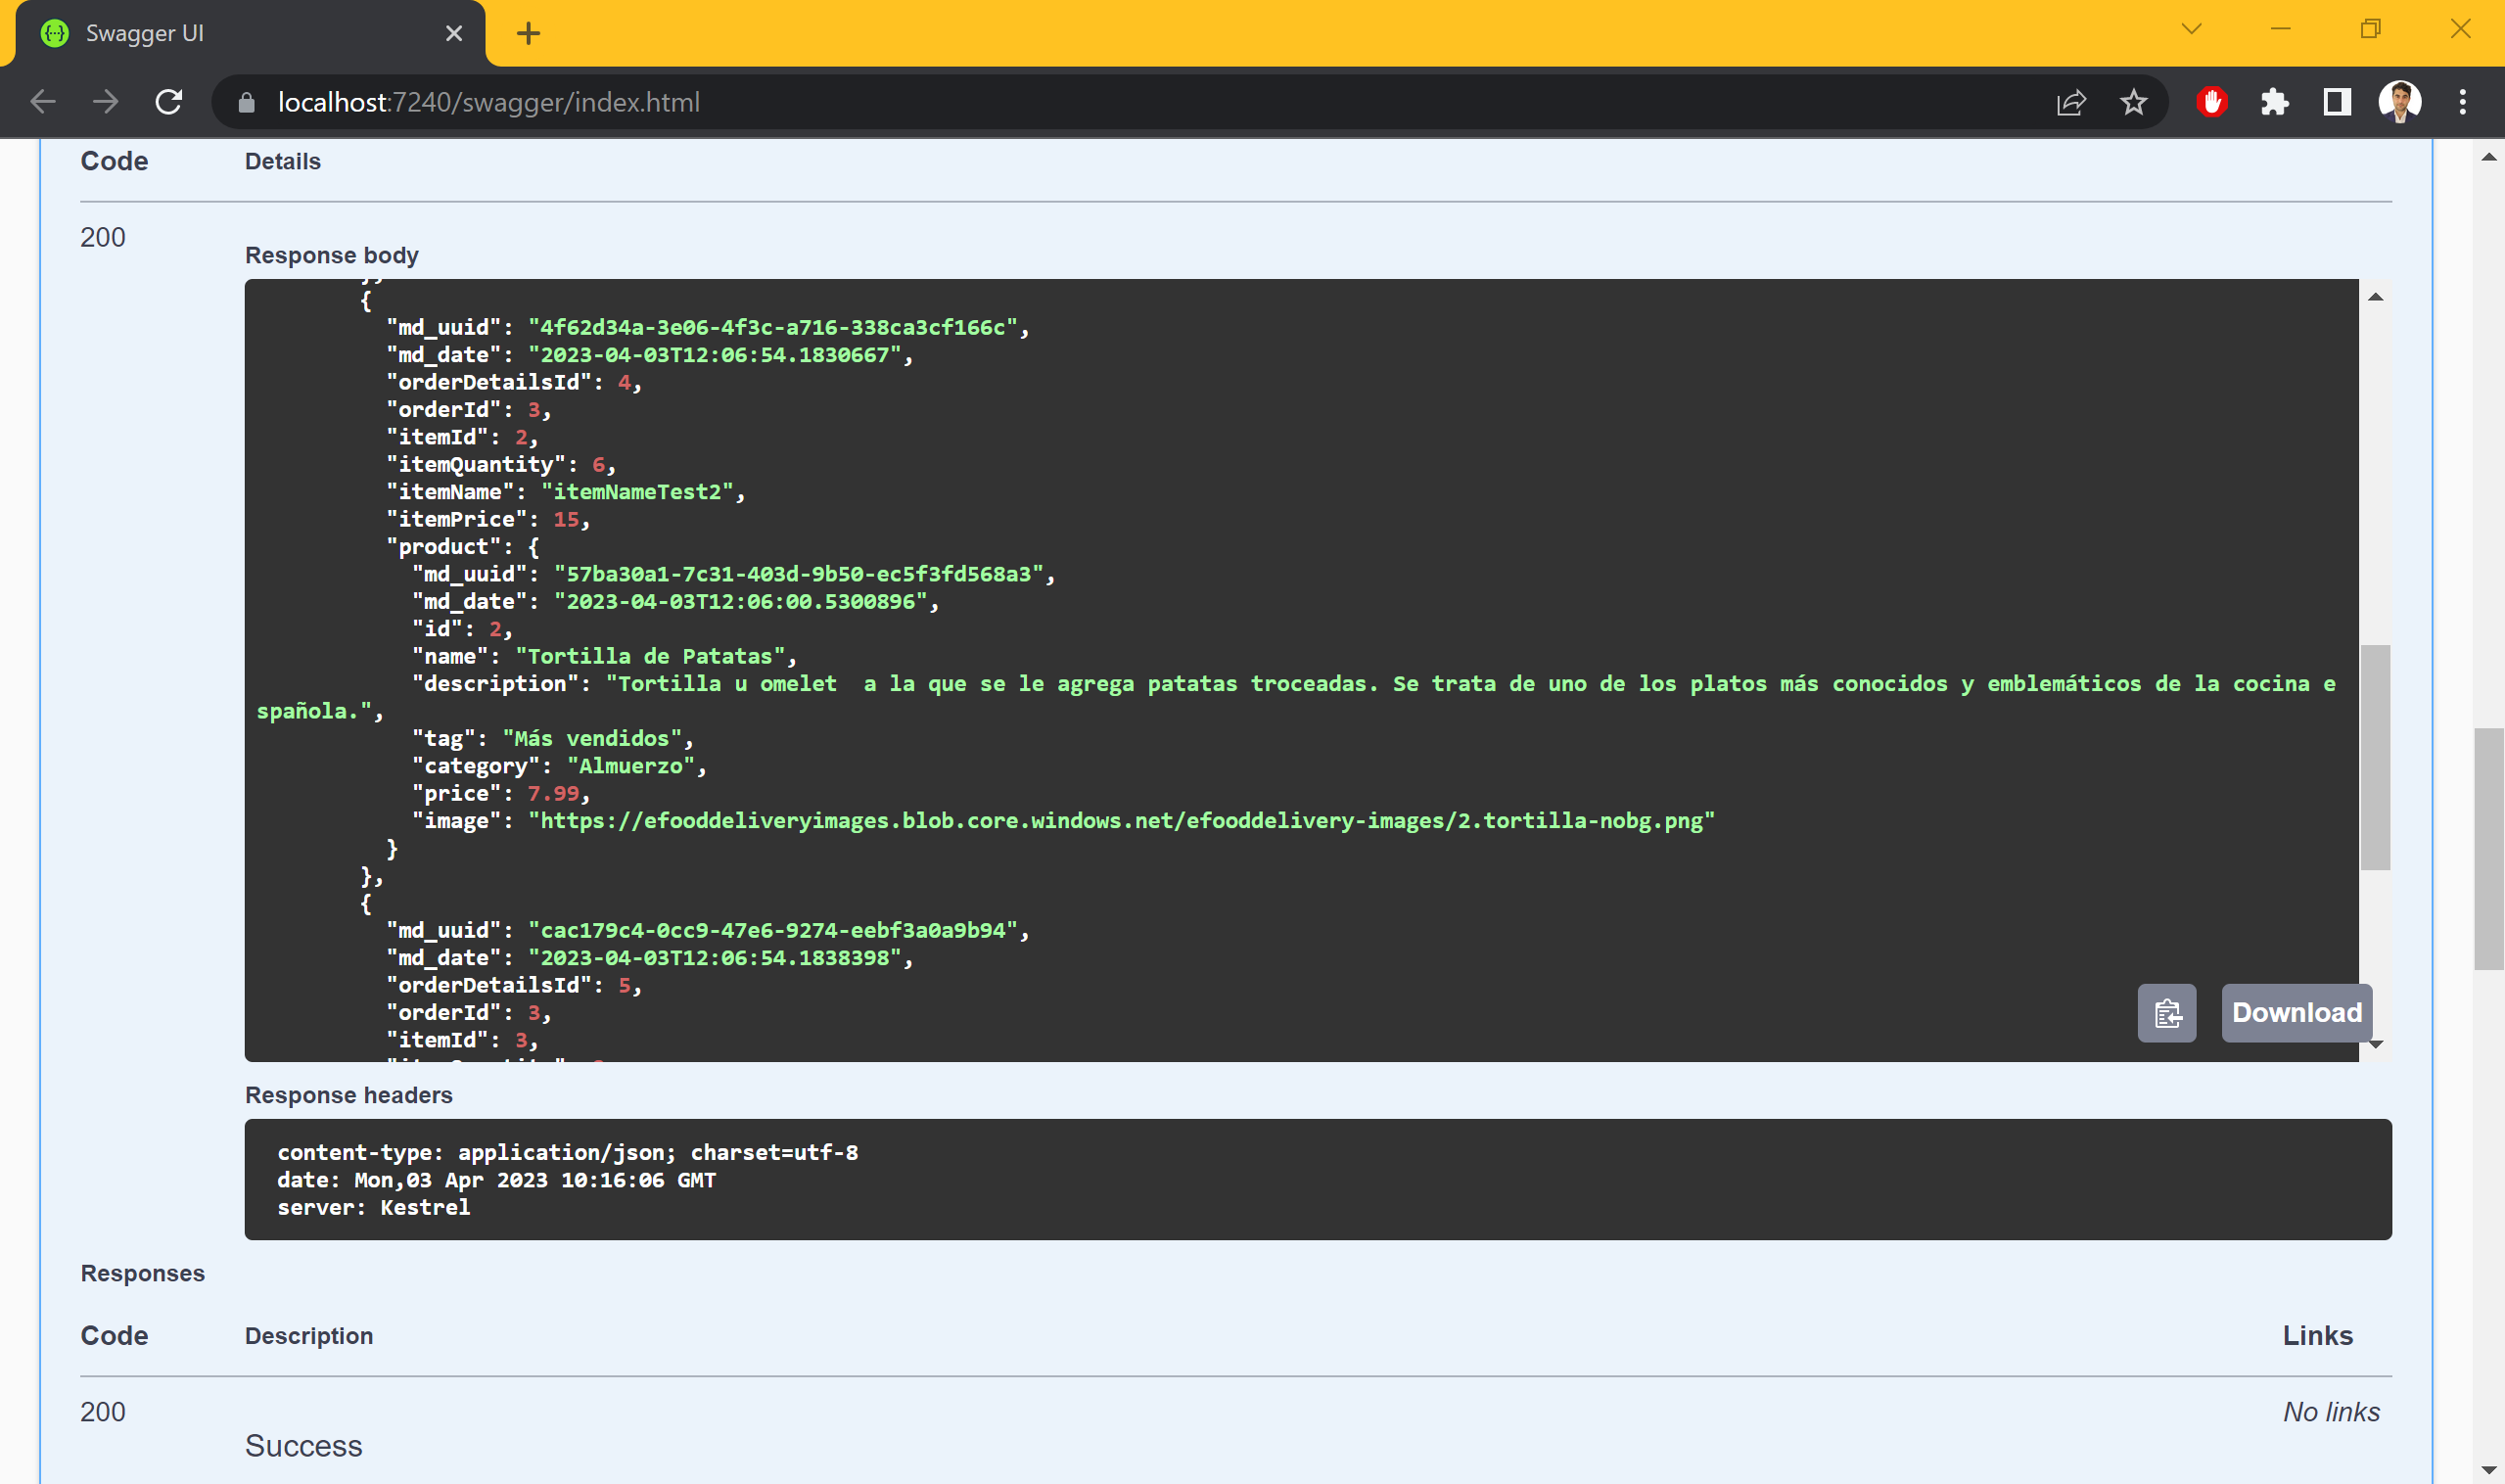 Swagger UI
localhost:7240/swagger/index.html
Code Details
200
Response body
},
{
"md_uuid": "4f62d34a-3e06-4f3c-a716-338ca3cf166c",
"md_date": "2023-04-03T12:06:54.1830667",
"orderDetailsId": 4,
"orderId": 3,
"itemId": 2,
"itemQuantity": 6,
"itemName": "itemNameTest2",
"itemPrice": 15,
"product": {
"md_uuid": "57ba30a1-7c31-403d-9b50-ec5f3fd568a3",
"md_date": "2023-04-03T12:06:00.5300896",
"id": 2,
"name": "Tortilla de Patatas",
"description": "Tortilla u omelet  a la que se le agrega patatas troceadas. Se trata de uno de los platos más conocidos y emblemáticos de la cocina e
spañola.",
"tag": "Más vendidos",
"category": "Almuerzo",
"price": 7.99,
"image": "https://efooddeliveryimages.blob.core.windows.net/efooddelivery-images/2.tortilla-nobg.png"
}
},
{
"md_uuid": "cac179c4-0cc9-47e6-9274-eebf3a0a9b94",
"md_date": "2023-04-03T12:06:54.1838398",
"orderDetailsId": 5,
"orderId": 3,
"itemId": 3,
Download
Response headers
content-type: application/json; charset=utf-8
date: Mon,03 Apr 2023 10:16:06 GMT
server: Kestrel
Responses
Code Description Links
200 No links
Success